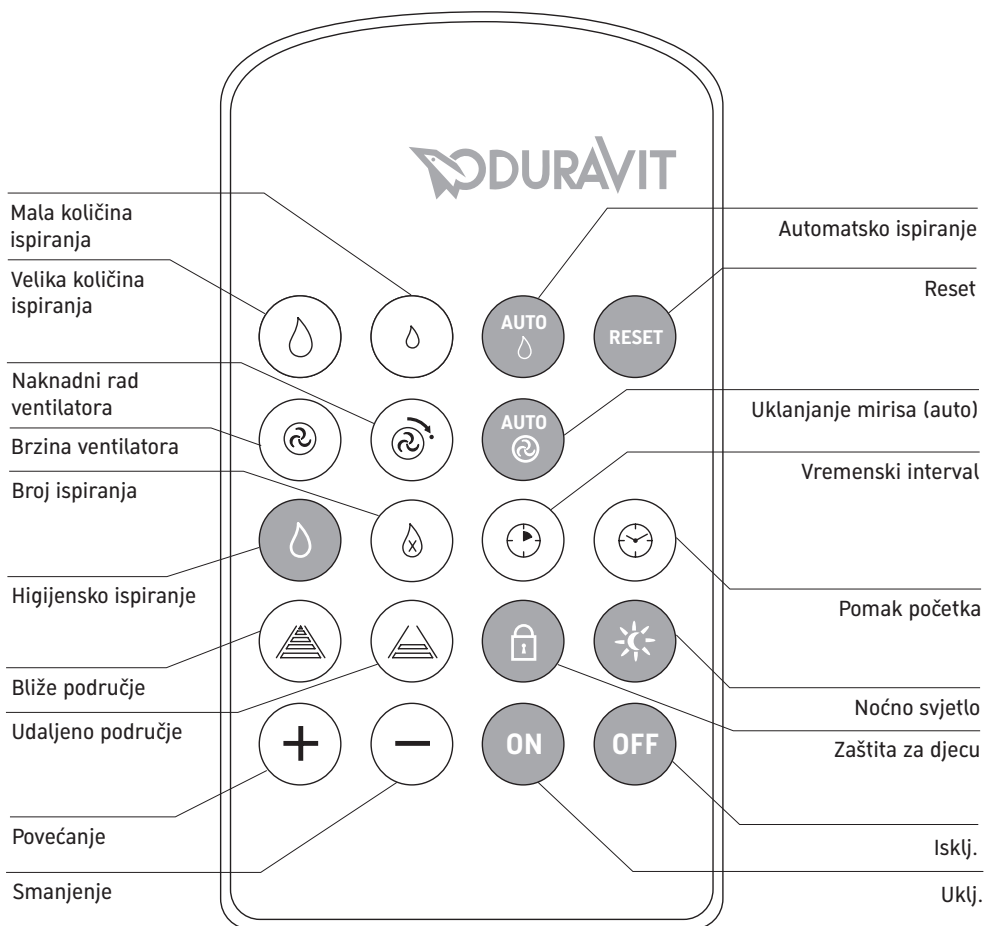 DURAVIT
Mala količina
ispiranja
Velika količina
ispiranja
Naknadni rad
ventilatora
Brzina ventilatora
Broj ispiranja
Higijensko ispiranje
Bliže područje
Udaljeno područje
Povećanje
Smanjenje
AUTO
RESET
AUTO
X
ON
OFF
Automatsko ispiranje
Reset
Uklanjanje mirisa (auto)
Vremenski interval
Pomak početka
Noćno svjetlo
Zaštita za djecu
Isklj.
Uklj.